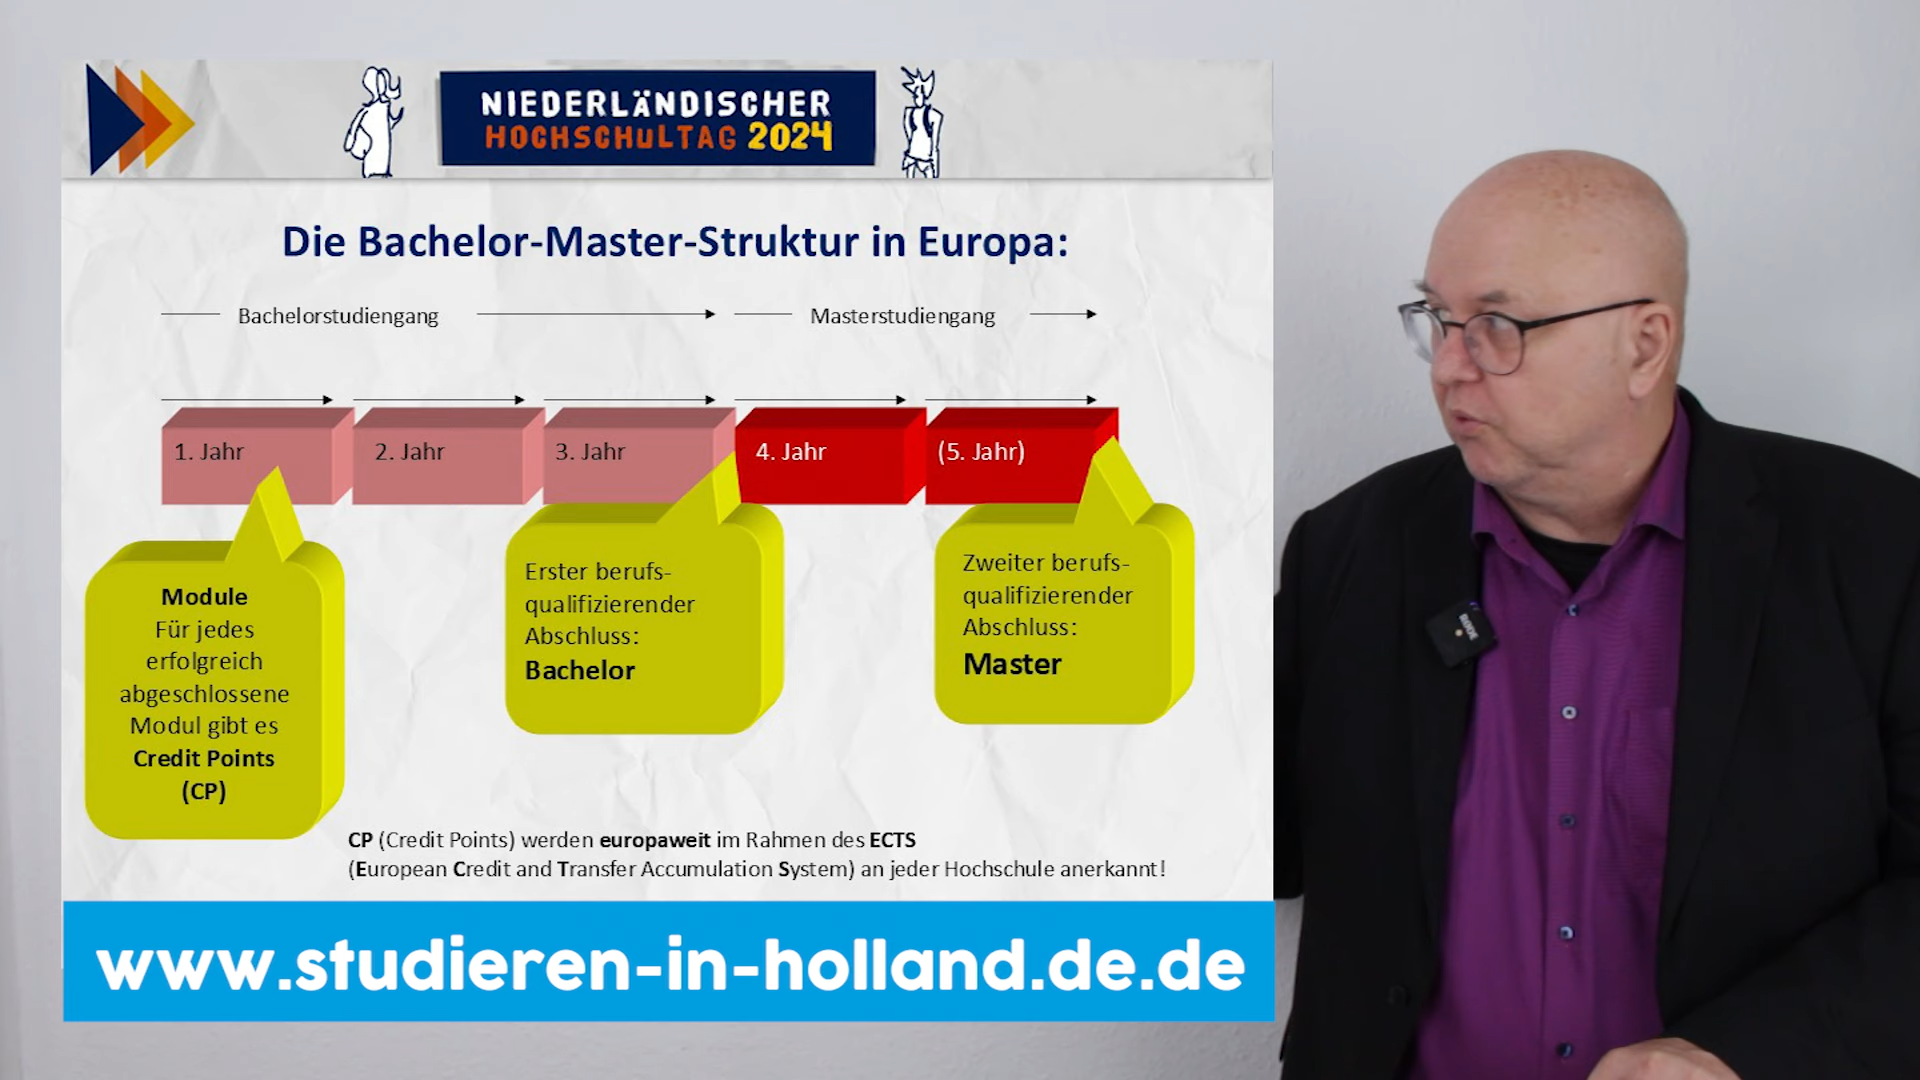 NIEDERLÄNDISCHER
HOCHSCHULTAG 2024
Die Bachelor-Master-Struktur in Europa:
Bachelorstudiengang
Masterstudiengang
1. Jahr
2. Jahr
3. Jahr
4. Jahr
(5. Jahr)
Module
Für jedes
erfolgreich
abgeschlossene
Modul gibt es
Credit Points
(CP)
Erster berufs-
qualifizierender
Abschluss:
Bachelor
Zweiter berufs-
qualifizierender
Abschluss:
Master
CP (Credit Points) werden europaweit im Rahmen des ECTS
(European Credit and Transfer Accumulation System) an jeder Hochschule anerkannt!
www.studieren-in-holland.de.de
RODE